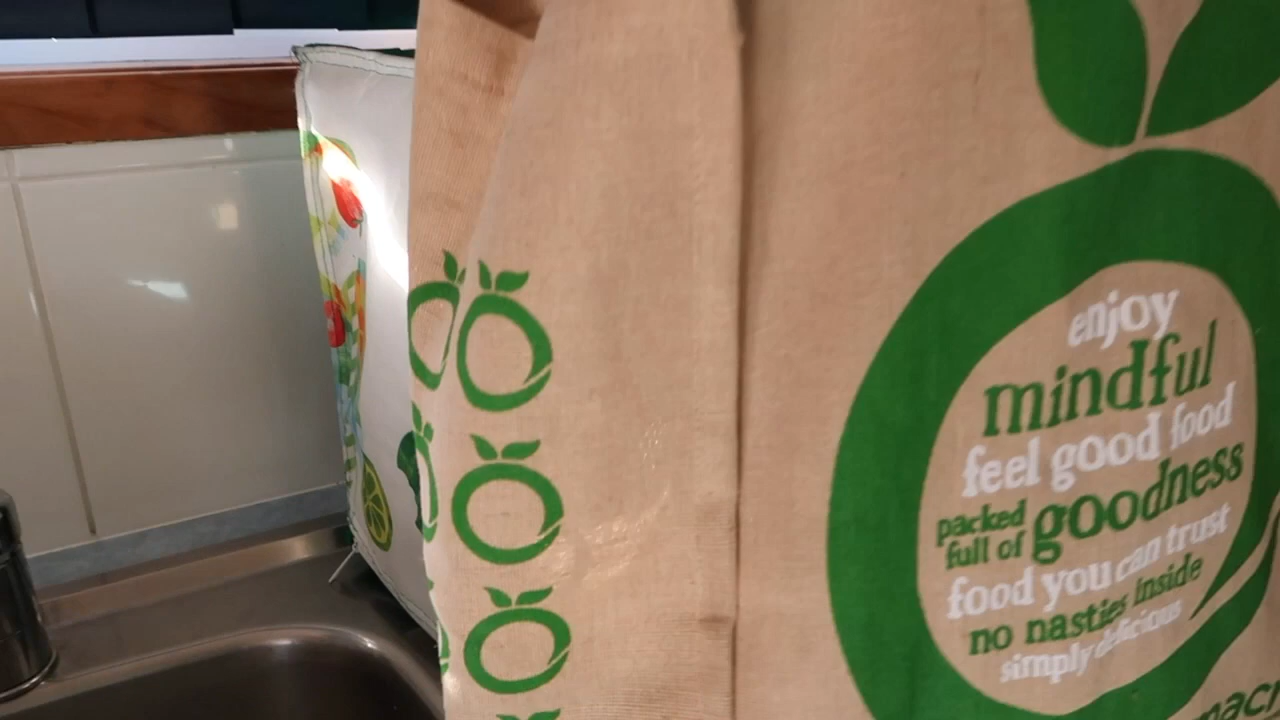 enjoy
mindful
feel good food
packed
full of goodness
food you can trust
no nasties inside
simply delicious